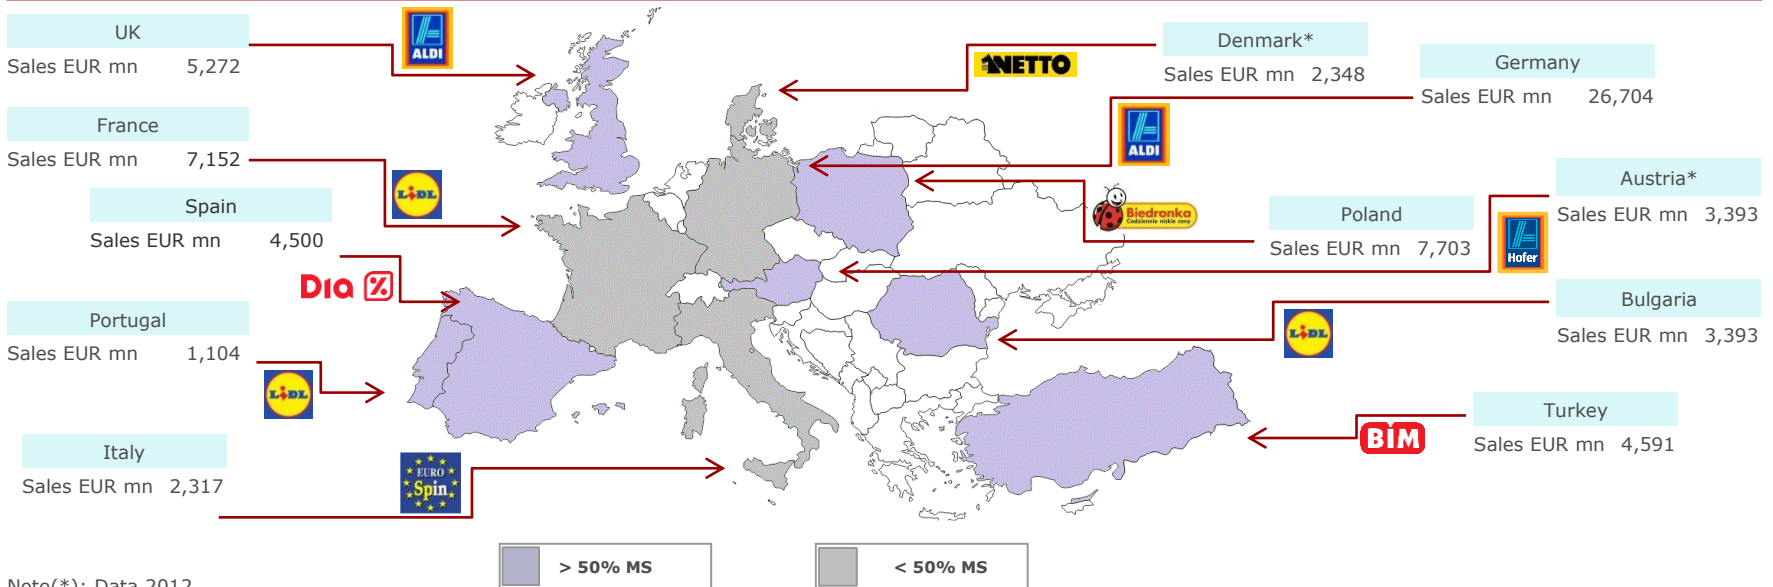 UK
Sales EUR mn 5,272
ALDI
France
Sales EUR mn 7,152
LIDL
Spain
Sales EUR mn 4,500
Dia %
Portugal
Sales EUR mn 1,104
LIDL
Italy
Sales EUR mn 2,317
EURO
Spin
NETTO
Denmark*
Sales EUR mn 2,348
Germany
Sales EUR mn 26,704
ALDI
Biedronka
Codziennie niskie ceny
Poland
Sales EUR mn 7,703
Austria*
Sales EUR mn 3,393
Hofer
Bulgaria
Sales EUR mn 3,393
LIDL
Turkey
Sales EUR mn 4,591
BİM
> 50% MS
< 50% MS
Note(*): Data 2012